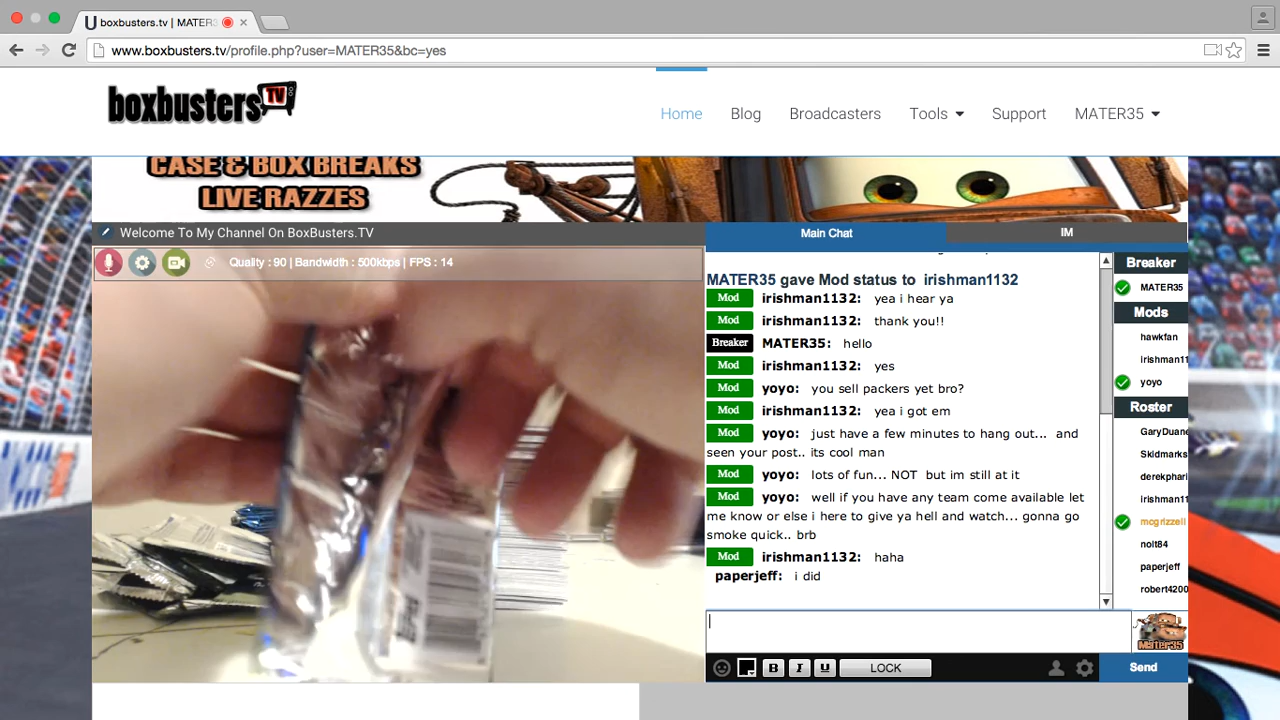 boxbusters.tv | MATER3
www.boxbusters.tv/profile.php?user=MATER35&bc=yes
boxbusters TV
Home Blog Broadcasters Tools Support MATER35
CASE & BOX BREAKS
LIVE RAZZES
Welcome To My Channel On BoxBusters.TV
Quality : 90 | Bandwidth : 500kbps | FPS : 14
Main Chat IM
MATER35 gave Mod status to irishman1132
Mod irishman1132: yea i hear ya
Mod irishman1132: thank you!!
Breaker MATER35: hello
Mod irishman1132: yes
Mod yoyo: you sell packers yet bro?
Mod irishman1132: yea i got em
Mod yoyo: just have a few minutes to hang out... and
seen your post.. its cool man
Mod yoyo: lots of fun... NOT but im still at it
Mod yoyo: well if you have any team come available let
me know or else i here to give ya hell and watch... gonna go
smoke quick.. brb
Mod irishman1132: haha
paperjeff: i did
Breaker
MATER35
Mods
hawkfan
irishman11
yoyo
Roster
GaryDuane
Skidmarks
derekphari
irishman11
mcgrizzell
nolt84
paperjeff
robert4200
Mater35
B I U LOCK Send